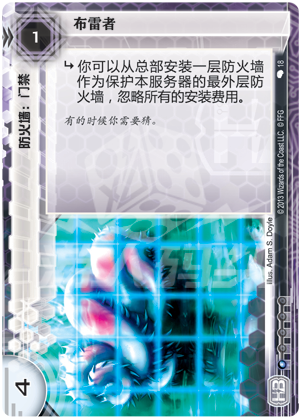 布雷者
1
防火墙：门禁
↳ 你可以从总部安装一层防火墙
作为保护本服务器的最外层防
火墙，忽略所有的安装费用。
有的时候你需要猜。
18
© 2013 Wizards of the Coast LLC. © FFG
illus. Adam S. Doyle
4
HB